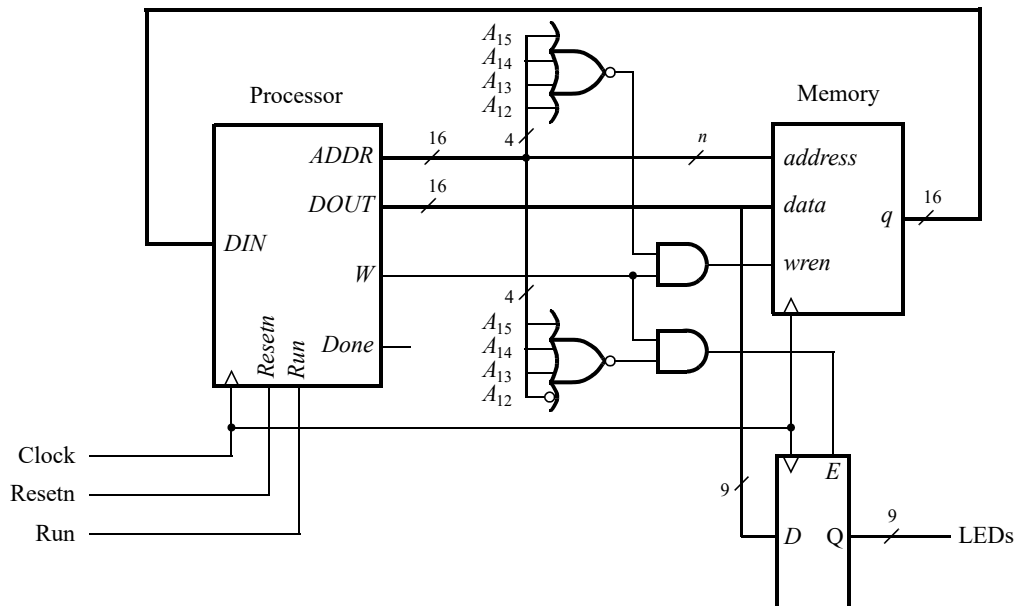 A15
A14
A13
A12
Processor
Memory
16
4
n
ADDR
address
16
DOUT
data
16
q
DIN
wren
W
4
A15
A14
A13
A12
Resetn
Run
Done
Clock
Resetn
Run
E
9
9
D
Q
LEDs